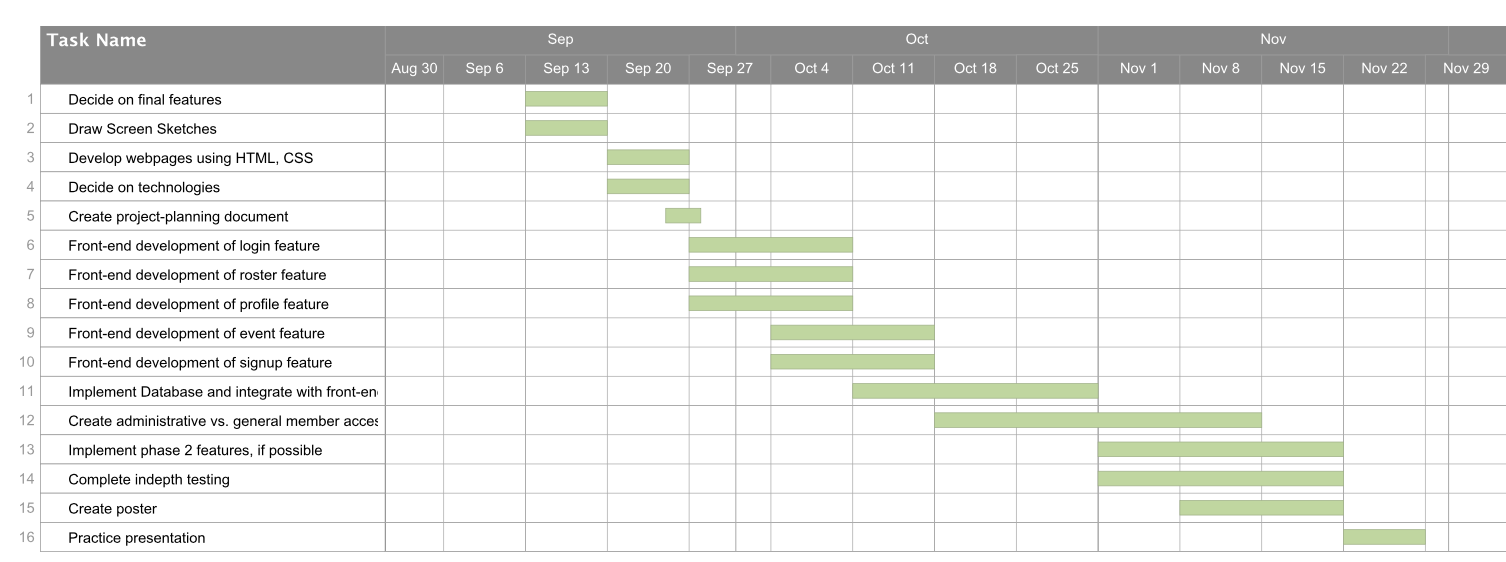 Task Name
Sep Oct Nov
Aug 30 Sep 6 Sep 13 Sep 20 Sep 27 Oct 4 Oct 11 Oct 18 Oct 25 Nov 1 Nov 8 Nov 15 Nov 22 Nov 29
1 Decide on final features
2 Draw Screen Sketches
3 Develop webpages using HTML, CSS
4 Decide on technologies
5 Create project-planning document
6 Front-end development of login feature
7 Front-end development of roster feature
8 Front-end development of profile feature
9 Front-end development of event feature
10 Front-end development of signup feature
11 Implement Database and integrate with front-en
12 Create administrative vs. general member acces
13 Implement phase 2 features, if possible
14 Complete indepth testing
15 Create poster
16 Practice presentation